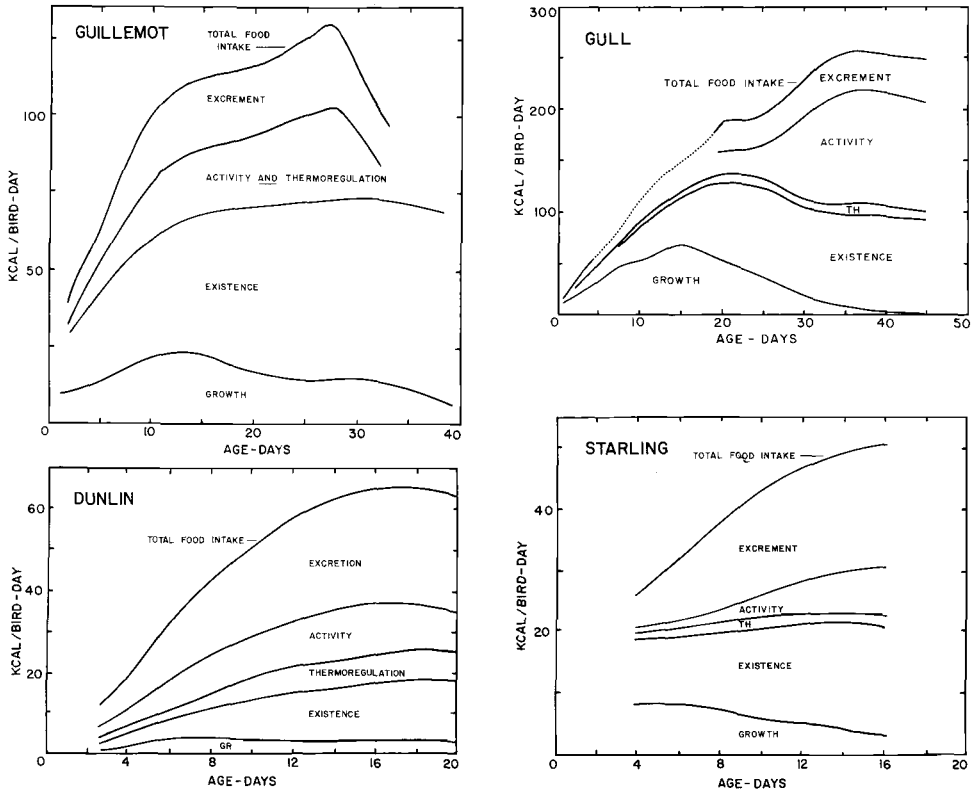 GUILLEMOT
TOTAL FOOD
INTAKE
EXCREMENT
ACTIVITY AND THERMOREGULATION
EXISTENCE
GROWTH
100
50
0
KCAL/BIRD-DAY
0 10 20 30 40
AGE-DAYS
GULL
TOTAL FOOD INTAKE
EXCREMENT
ACTIVITY
TH
EXISTENCE
GROWTH
300
200
100
0
KCAL/BIRD-DAY
0 10 20 30 40 50
AGE-DAYS
DUNLIN
TOTAL FOOD INTAKE
EXCRETION
ACTIVITY
THERMOREGULATION
EXISTENCE
GR
60
40
20
0
KCAL/BIRD-DAY
4 8 12 16 20
AGE-DAYS
STARLING
TOTAL FOOD INTAKE
EXCREMENT
ACTIVITY
TH
EXISTENCE
GROWTH
40
20
0
KCAL/BIRD-DAY
4 8 12 16 20
AGE-DAYS